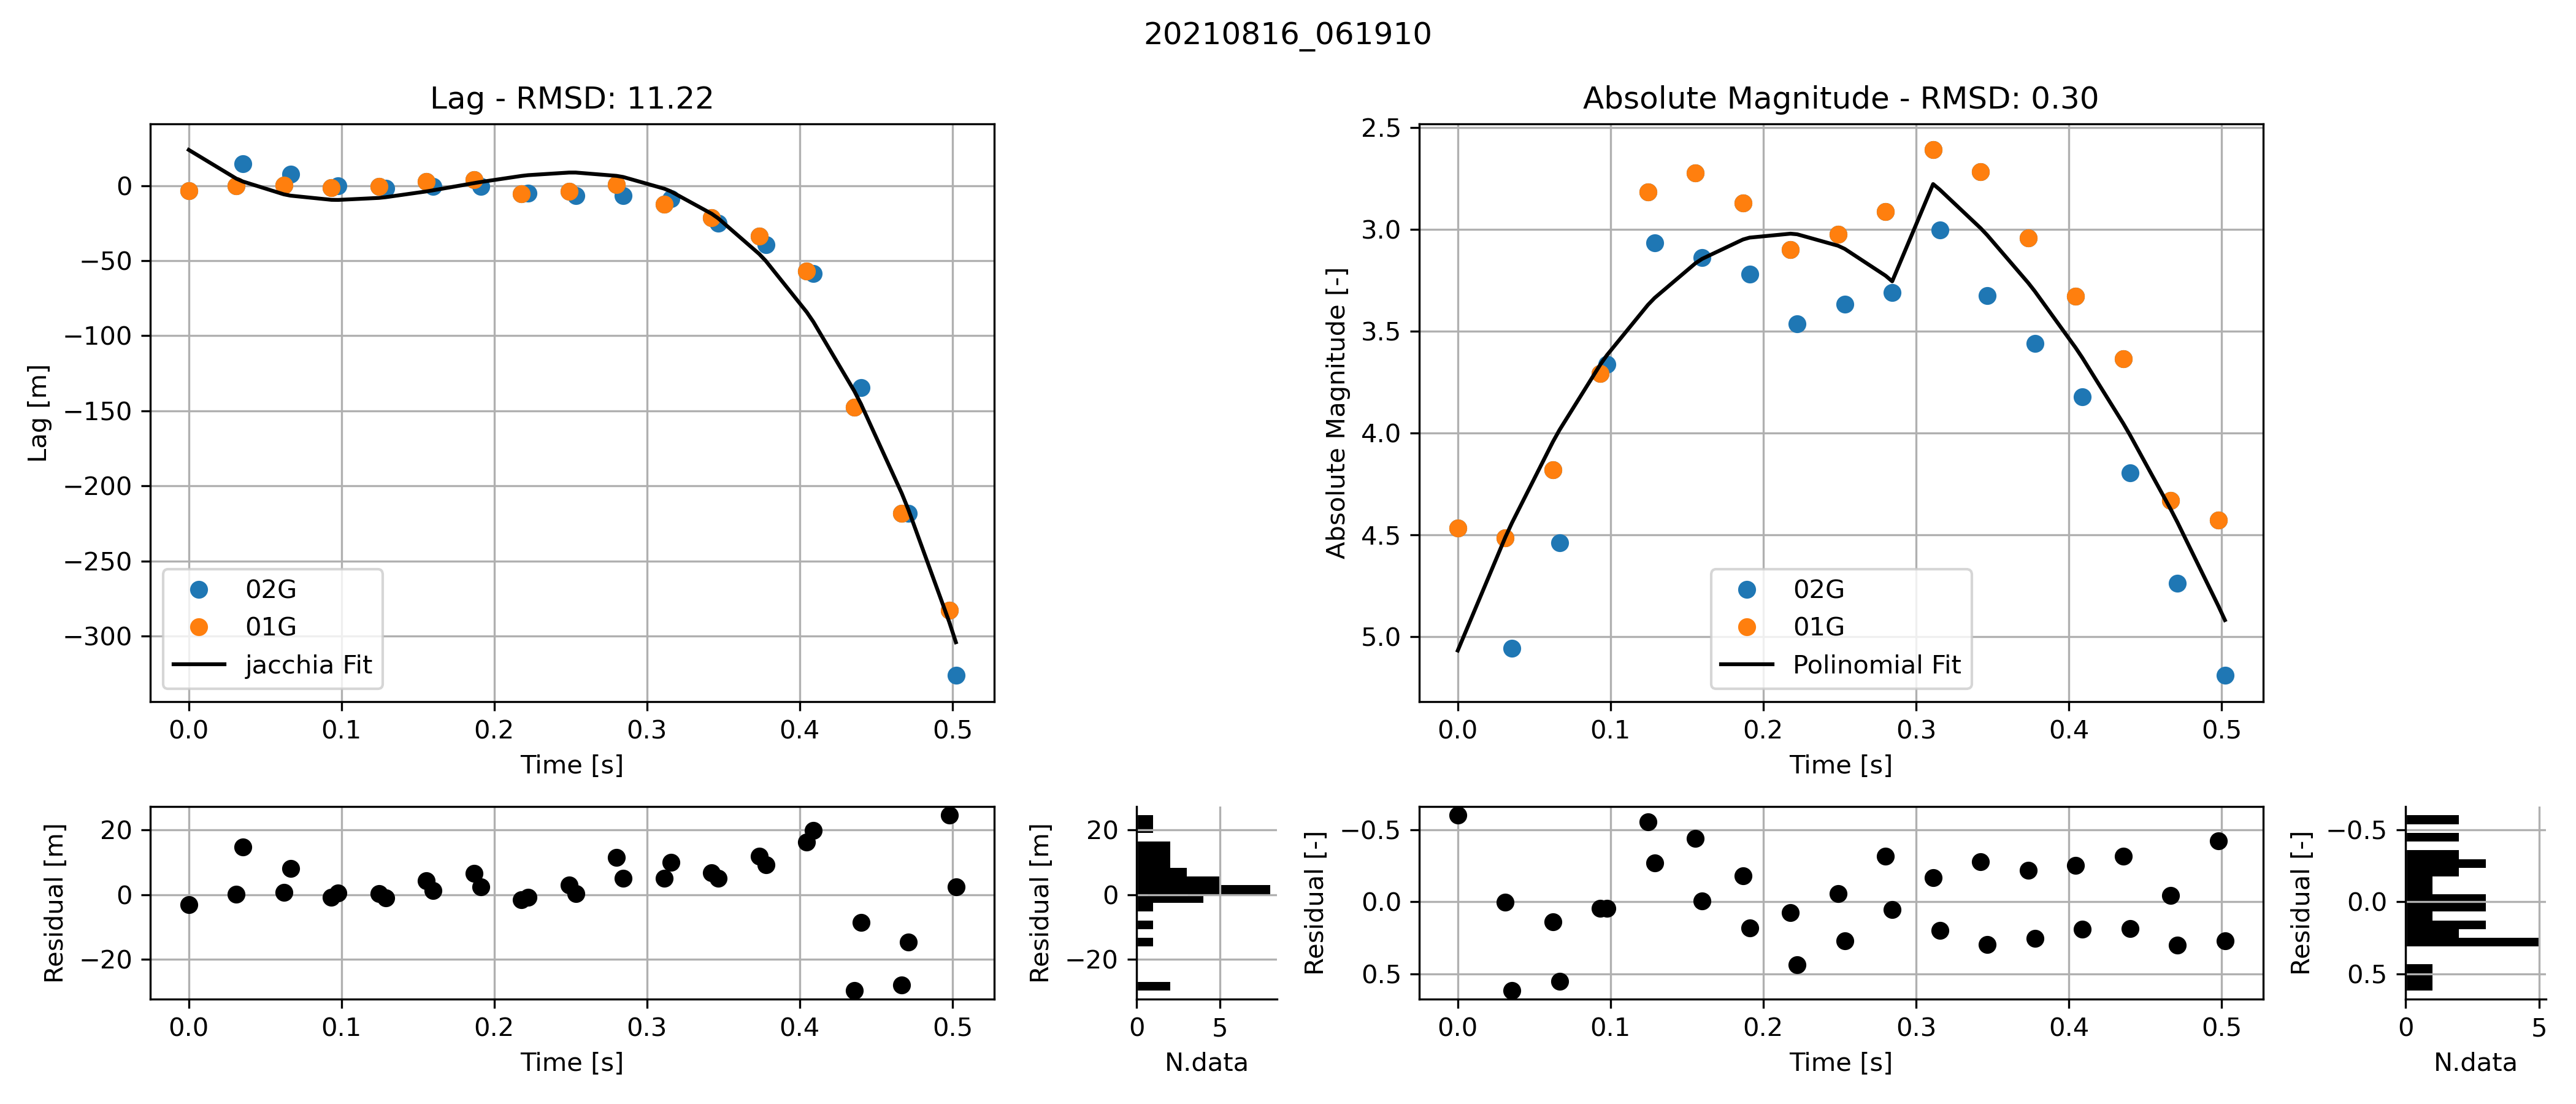 20210816_061910
Lag - RMSD: 11.22
Lag [m]
0
−50
−100
−150
−200
−250
−300
02G
01G
jacchia Fit
0.0 0.1 0.2 0.3 0.4 0.5
Time [s]
Absolute Magnitude - RMSD: 0.30
Absolute Magnitude [-]
2.5
3.0
3.5
4.0
4.5
5.0
02G
01G
Polinomial Fit
0.0 0.1 0.2 0.3 0.4 0.5
Time [s]
Residual [m]
20
0
−20
0.0 0.1 0.2 0.3 0.4 0.5
Time [s]
Residual [m]
20
0
−20
0 5
N.data
Residual [-]
−0.5
0.0
0.5
0.0 0.1 0.2 0.3 0.4 0.5
Time [s]
Residual [-]
−0.5
0.0
0.5
0 5
N.data